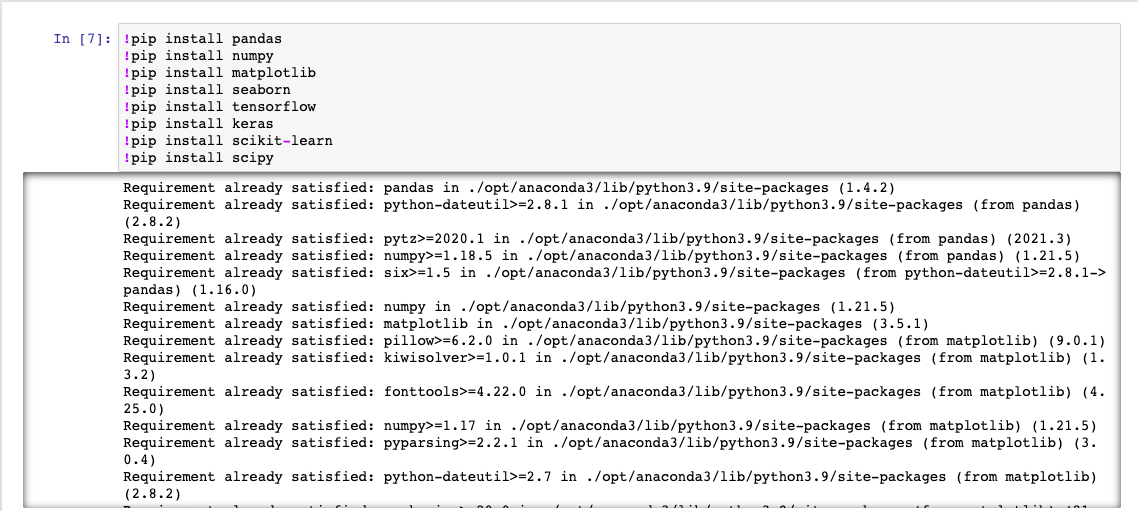 In [7]: !pip install pandas
!pip install numpy
!pip install matplotlib
!pip install seaborn
!pip install tensorflow
!pip install keras
!pip install scikit-learn
!pip install scipy
Requirement already satisfied: pandas in ./opt/anaconda3/lib/python3.9/site-packages (1.4.2)
Requirement already satisfied: python-dateutil>=2.8.1 in ./opt/anaconda3/lib/python3.9/site-packages (from pandas)
(2.8.2)
Requirement already satisfied: pytz>=2020.1 in ./opt/anaconda3/lib/python3.9/site-packages (from pandas) (2021.3)
Requirement already satisfied: numpy>=1.18.5 in ./opt/anaconda3/lib/python3.9/site-packages (from pandas) (1.21.5)
Requirement already satisfied: six>=1.5 in ./opt/anaconda3/lib/python3.9/site-packages (from python-dateutil>=2.8.1->
pandas) (1.16.0)
Requirement already satisfied: numpy in ./opt/anaconda3/lib/python3.9/site-packages (1.21.5)
Requirement already satisfied: matplotlib in ./opt/anaconda3/lib/python3.9/site-packages (3.5.1)
Requirement already satisfied: pillow>=6.2.0 in ./opt/anaconda3/lib/python3.9/site-packages (from matplotlib) (9.0.1)
Requirement already satisfied: kiwisolver>=1.0.1 in ./opt/anaconda3/lib/python3.9/site-packages (from matplotlib) (1.
3.2)
Requirement already satisfied: fonttools>=4.22.0 in ./opt/anaconda3/lib/python3.9/site-packages (from matplotlib) (4.
25.0)
Requirement already satisfied: numpy>=1.17 in ./opt/anaconda3/lib/python3.9/site-packages (from matplotlib) (1.21.5)
Requirement already satisfied: pyparsing>=2.2.1 in ./opt/anaconda3/lib/python3.9/site-packages (from matplotlib) (3.
0.4)
Requirement already satisfied: python-dateutil>=2.7 in ./opt/anaconda3/lib/python3.9/site-packages (from matplotlib)
(2.8.2)